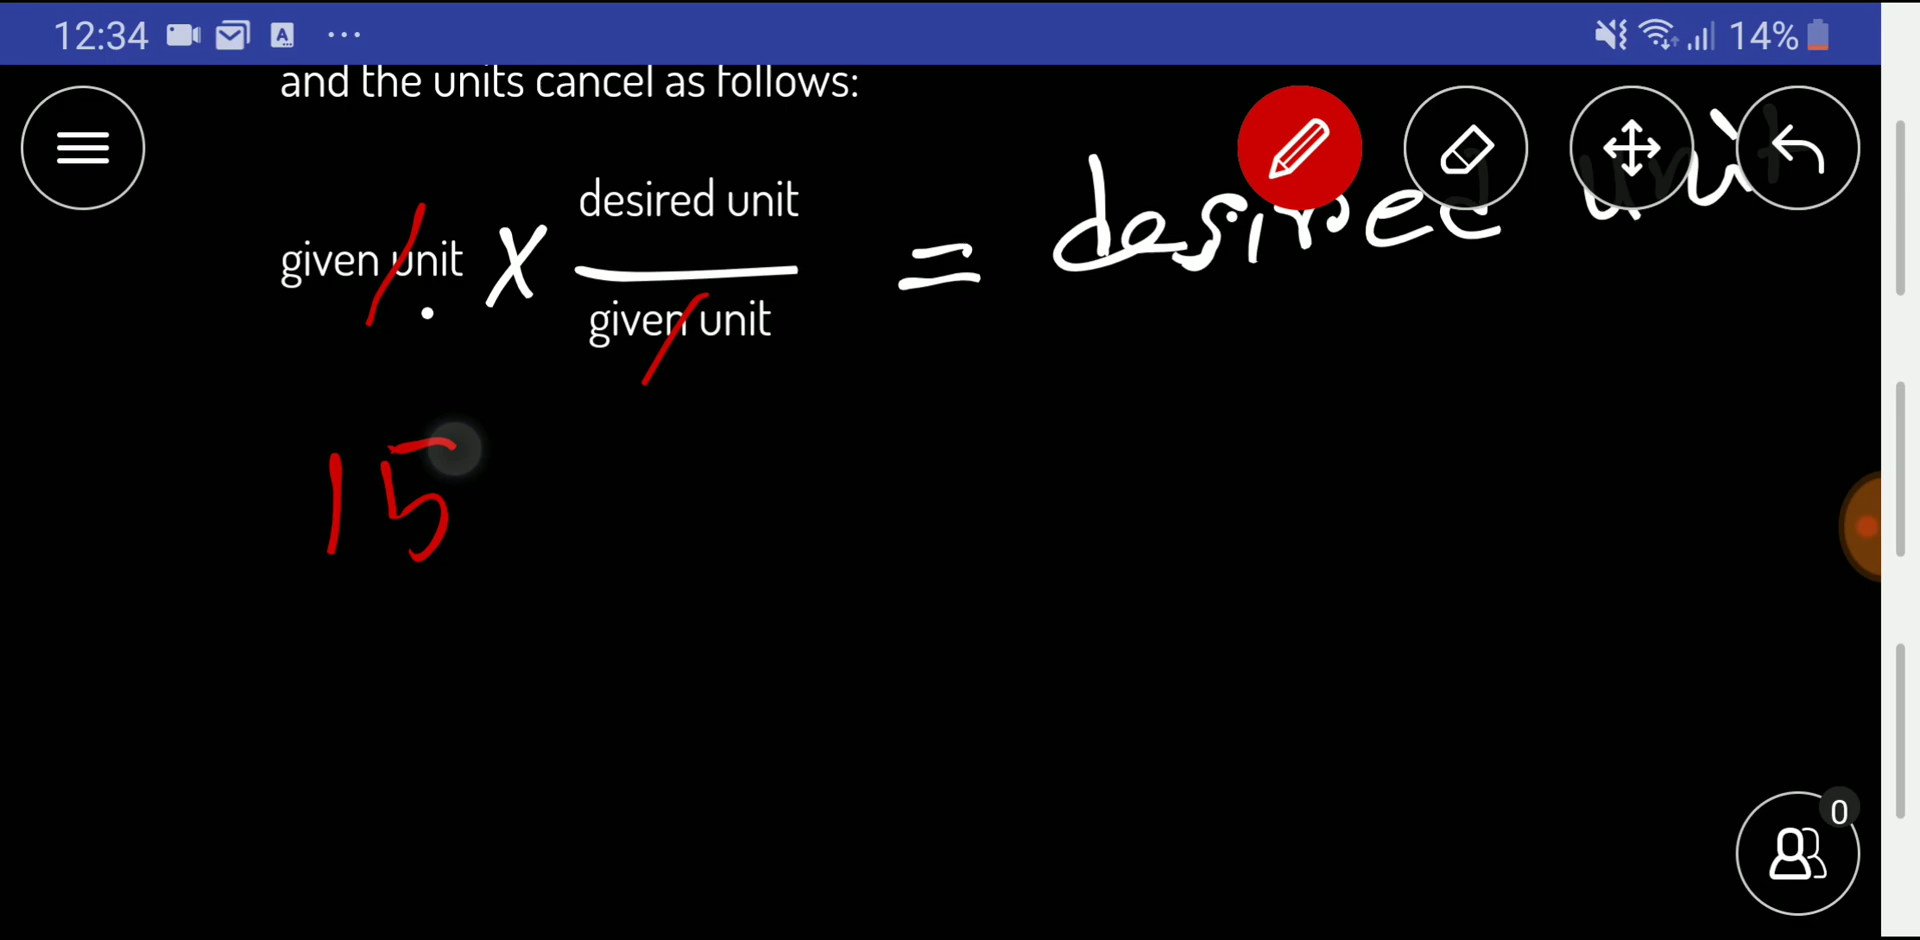 12:34 A ... 14%
and the units cancel as follows:
given unit X desired unit = desired unit
given unit
15
0